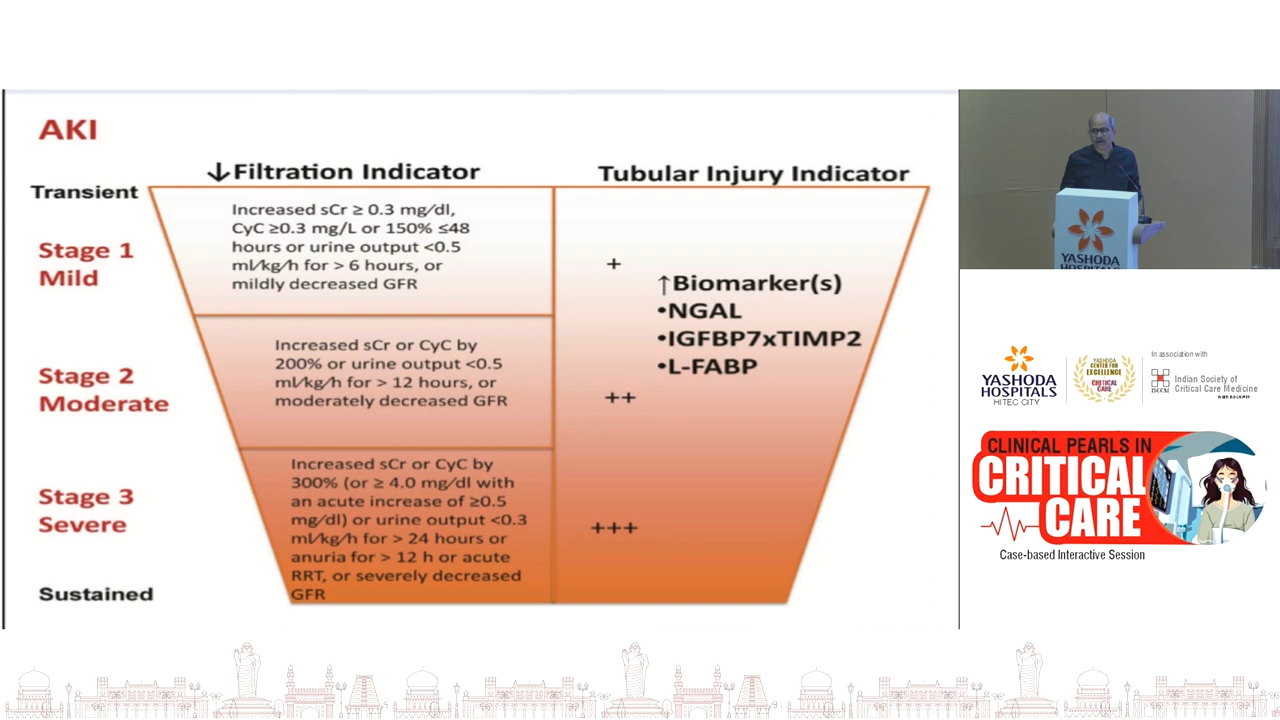 AKI
↓Filtration Indicator
Tubular Injury Indicator
Transient
Increased sCr ≥ 0.3 mg/dl,
CyC ≥0.3 mg/L or 150% ≤48
hours or urine output <0.5
ml/kg/h for > 6 hours, or
mildly decreased GFR
Stage 1
Mild
+
↑Biomarker(s)
•NGAL
•IGFBP7xTIMP2
•L-FABP
Increased sCr or CyC by
200% or urine output <0.5
ml/kg/h for > 12 hours, or
moderately decreased GFR
Stage 2
Moderate
++
Increased sCr or CyC by
300% (or ≥ 4.0 mg/dl with
an acute increase of ≥0.5
mg/dl) or urine output <0.3
ml/kg/h for > 24 hours or
anuria for > 12 h or acute
RRT, or severely decreased
GFR
Stage 3
Severe
+++
Sustained
YASHODA
HOSPITALS
YASHODA
HOSPITALS
HITEC CITY
YASHODA
CENTER FOR
EXCELLENCE
CRITICAL
CARE
In association with
ISCCM
Indian Society of
Critical Care Medicine
CLINICAL PEARLS IN
CRITICAL
CARE
Case-based Interactive Session